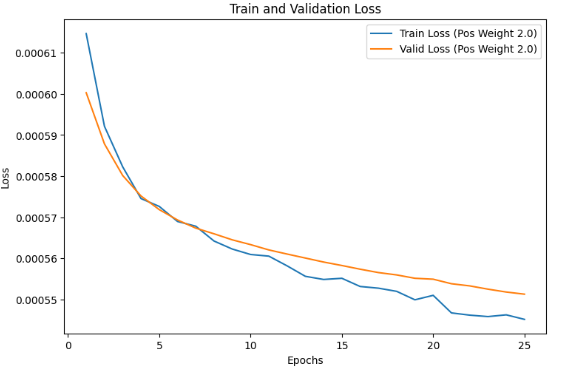 Train and Validation Loss
Train Loss (Pos Weight 2.0)
Valid Loss (Pos Weight 2.0)
0.00061
0.00060
0.00059
0.00058
0.00057
0.00056
0.00055
Loss
0 5 10 15 20 25
Epochs